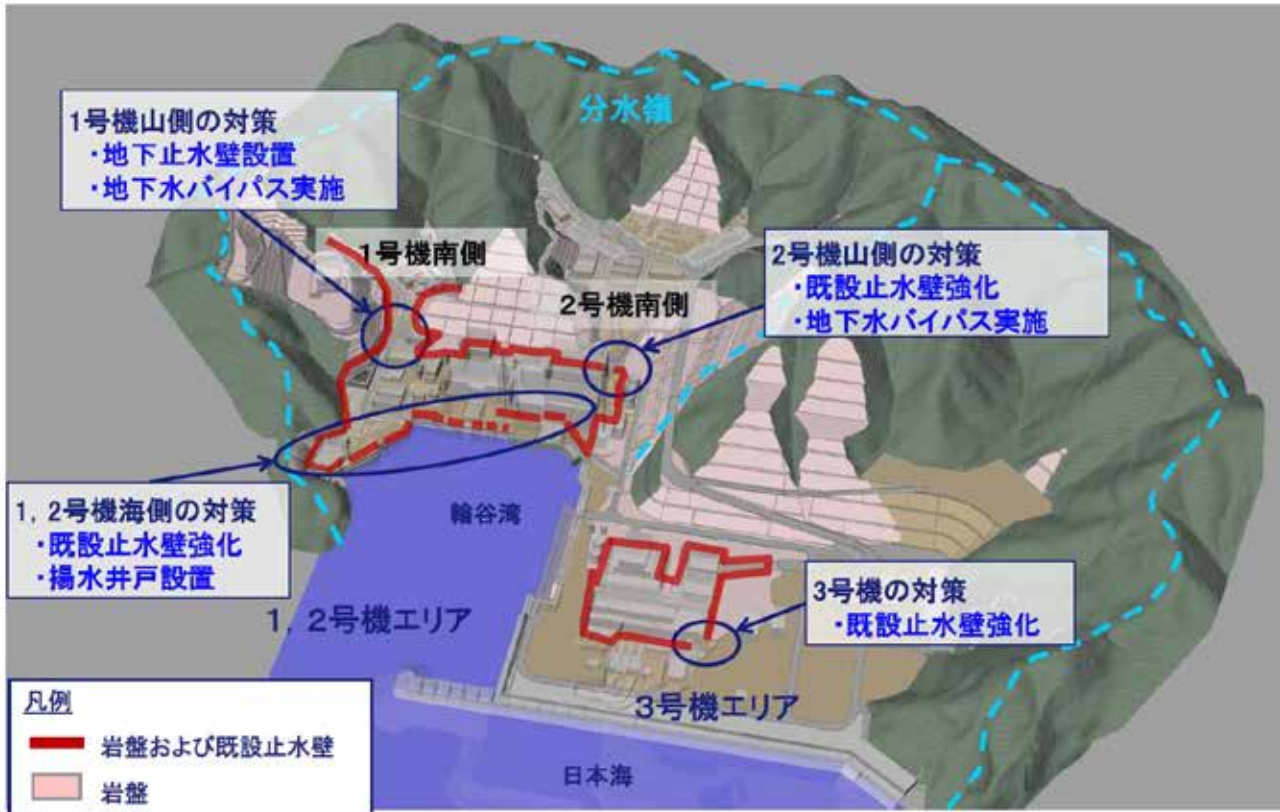 分水嶺
1号機山側の対策
・地下止水壁設置
・地下水バイパス実施
1号機南側
2号機南側
2号機山側の対策
・既設止水壁強化
・地下水バイパス実施
1,2号機海側の対策
・既設止水壁強化
・揚水井戸設置
輪谷湾
1,2号機エリア
3号機の対策
・既設止水壁強化
3号機エリア
日本海
凡例
岩盤および既設止水壁
岩盤